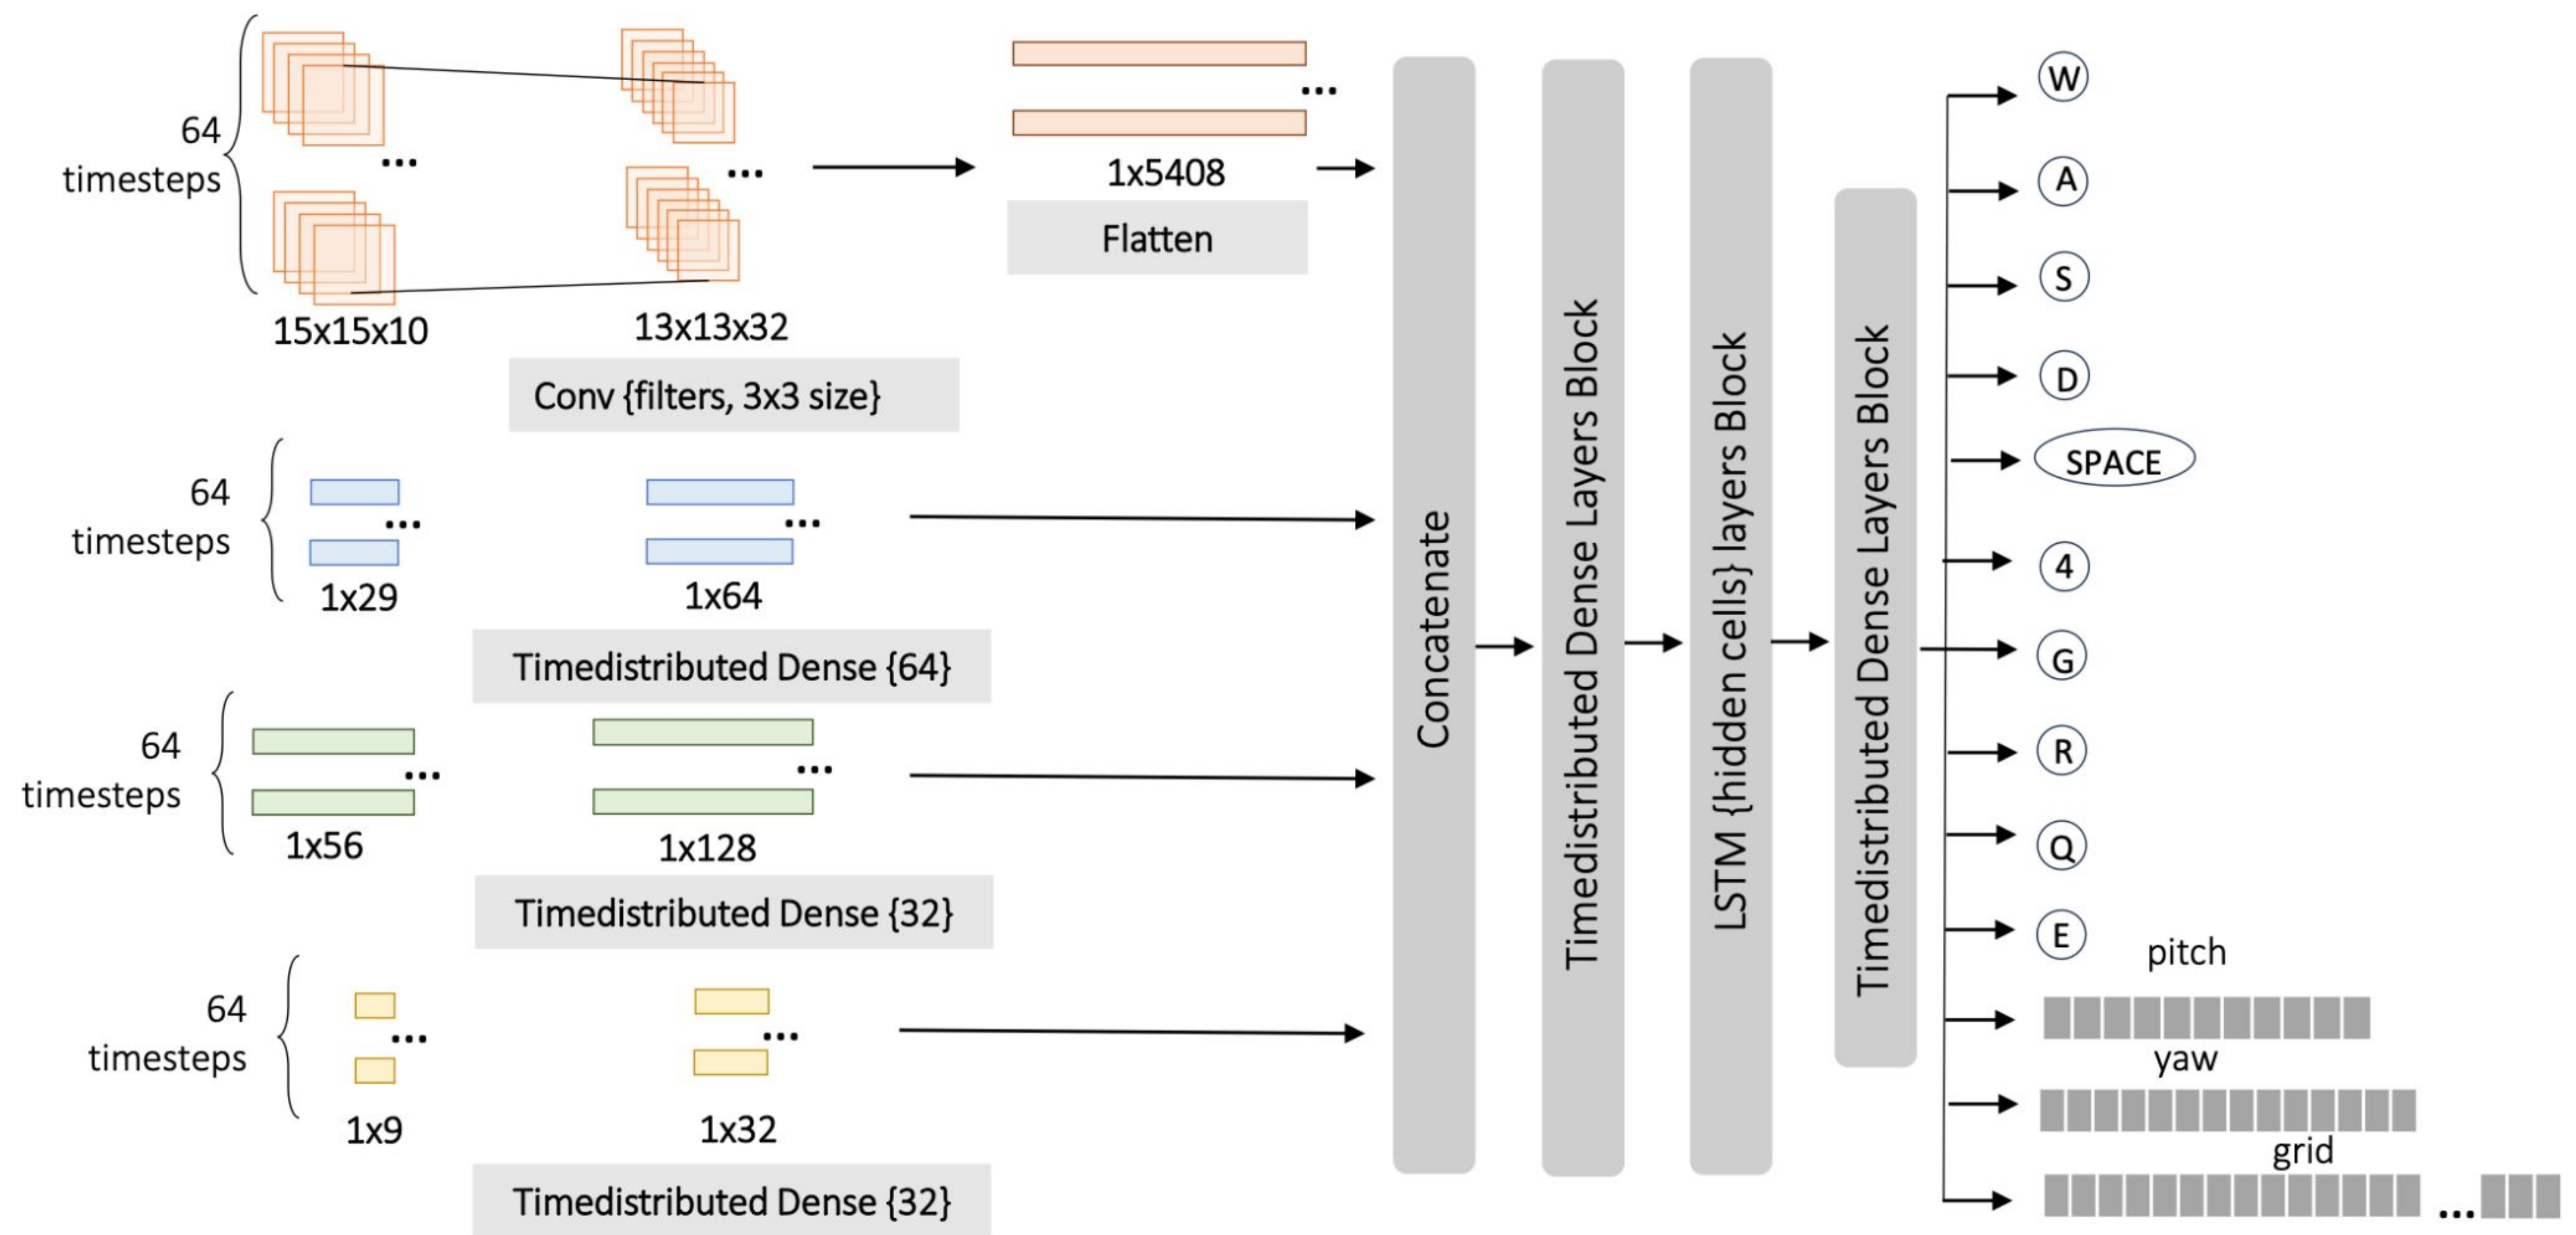 64
timesteps
...
...
15x15x10
13x13x32
Conv {filters, 3x3 size}
...
1x5408
Flatten
64
timesteps
...
...
1x29
1x64
Timedistributed Dense {64}
64
timesteps
...
...
1x56
1x128
Timedistributed Dense {32}
64
timesteps
...
...
1x9
1x32
Timedistributed Dense {32}
Concatenate
Timedistributed Dense Layers Block
LSTM {hidden cells} layers Block
Timedistributed Dense Layers Block
W
A
S
D
SPACE
4
G
R
Q
E
pitch
yaw
grid
...